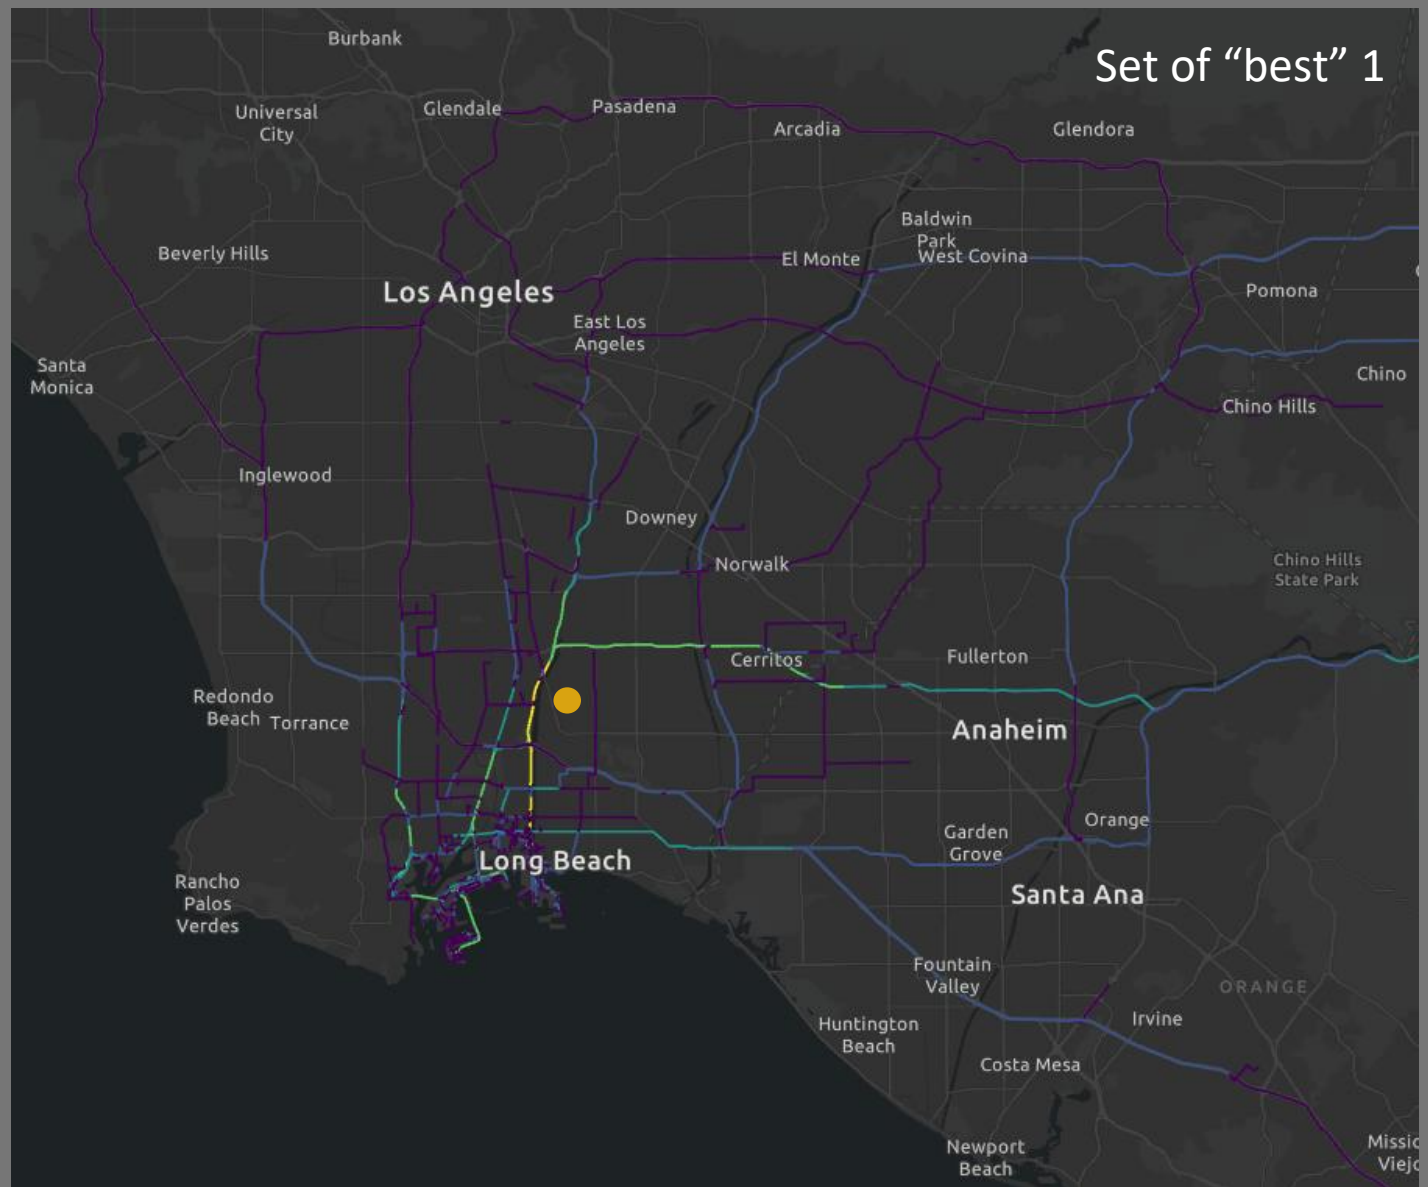 Set of “best” 1
Burbank
Universal
City
Glendale
Pasadena
Arcadia
Glendora
Baldwin
Park
West Covina
Beverly Hills
El Monte
Los Angeles
Pomona
East Los
Angeles
Santa
Monica
Chino
Chino Hills
Inglewood
Downey
Norwalk
Chino Hills
State Park
Cerritos
Fullerton
Redondo
Beach
Torrance
Anaheim
Orange
Garden
Grove
Long Beach
Rancho
Palos
Verdes
Santa Ana
Fountain
Valley
ORANGE
Huntington
Beach
Irvine
Costa Mesa
Newport
Beach
Missio
Viejo